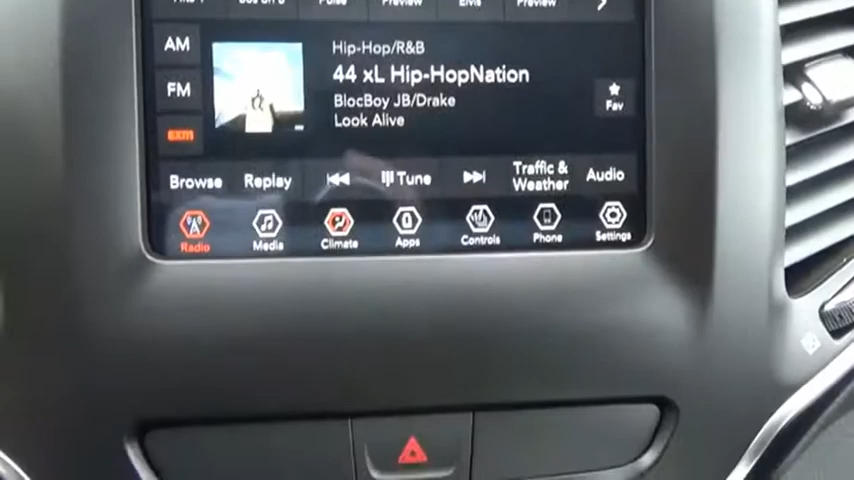 Preview
Elvis
Preview
AM
FM
Hip-Hop/R&B
44 xL Hip-HopNation
BlocBoy JB/Drake
Look Alive
Fav
Browse
Replay
Tune
Traffic &
Weather
Audio
Radio
Media
Climate
Apps
Controls
Phone
Settings